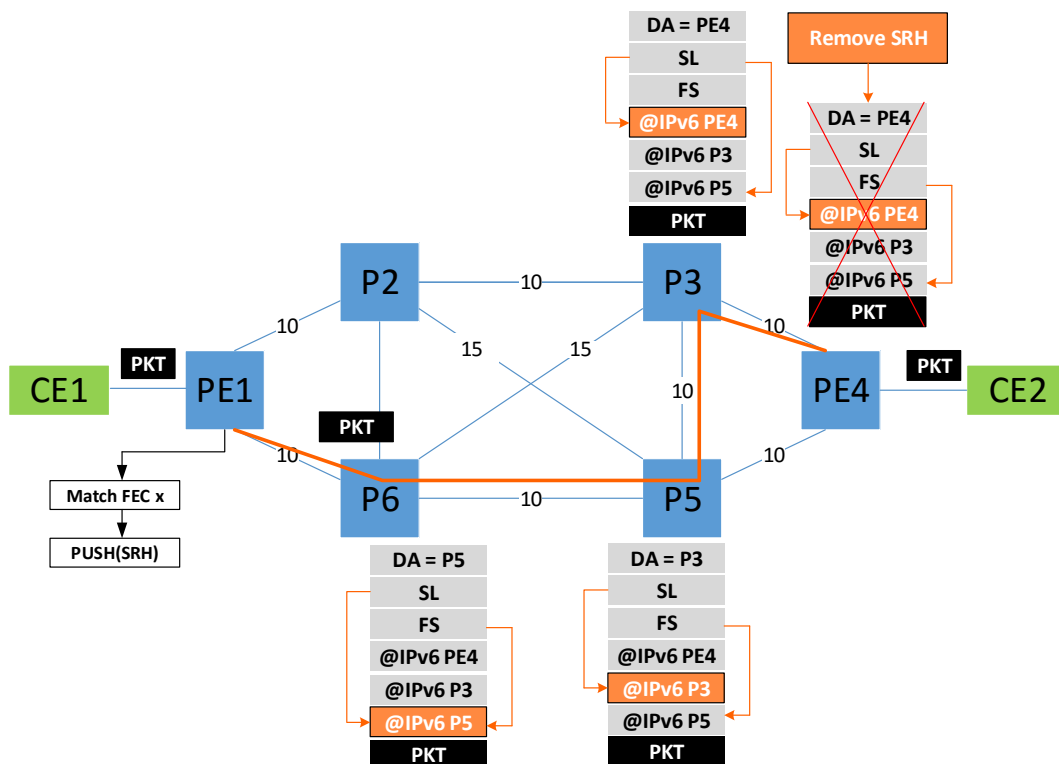 DA = PE4
SL
FS
@IPv6 PE4
@IPv6 P3
@IPv6 P5
PKT
Remove SRH
DA = PE4
SL
FS
@IPv6 PE4
@IPv6 P3
@IPv6 P5
PKT
P2
10
P3
10
10
15
15
PKT
CE1
PE1
10
PE4
PKT
CE2
PKT
10
10
P6
10
P5
Match FEC x
PUSH(SRH)
DA = P5
SL
FS
@IPv6 PE4
@IPv6 P3
@IPv6 P5
PKT
DA = P3
SL
FS
@IPv6 PE4
@IPv6 P3
@IPv6 P5
PKT